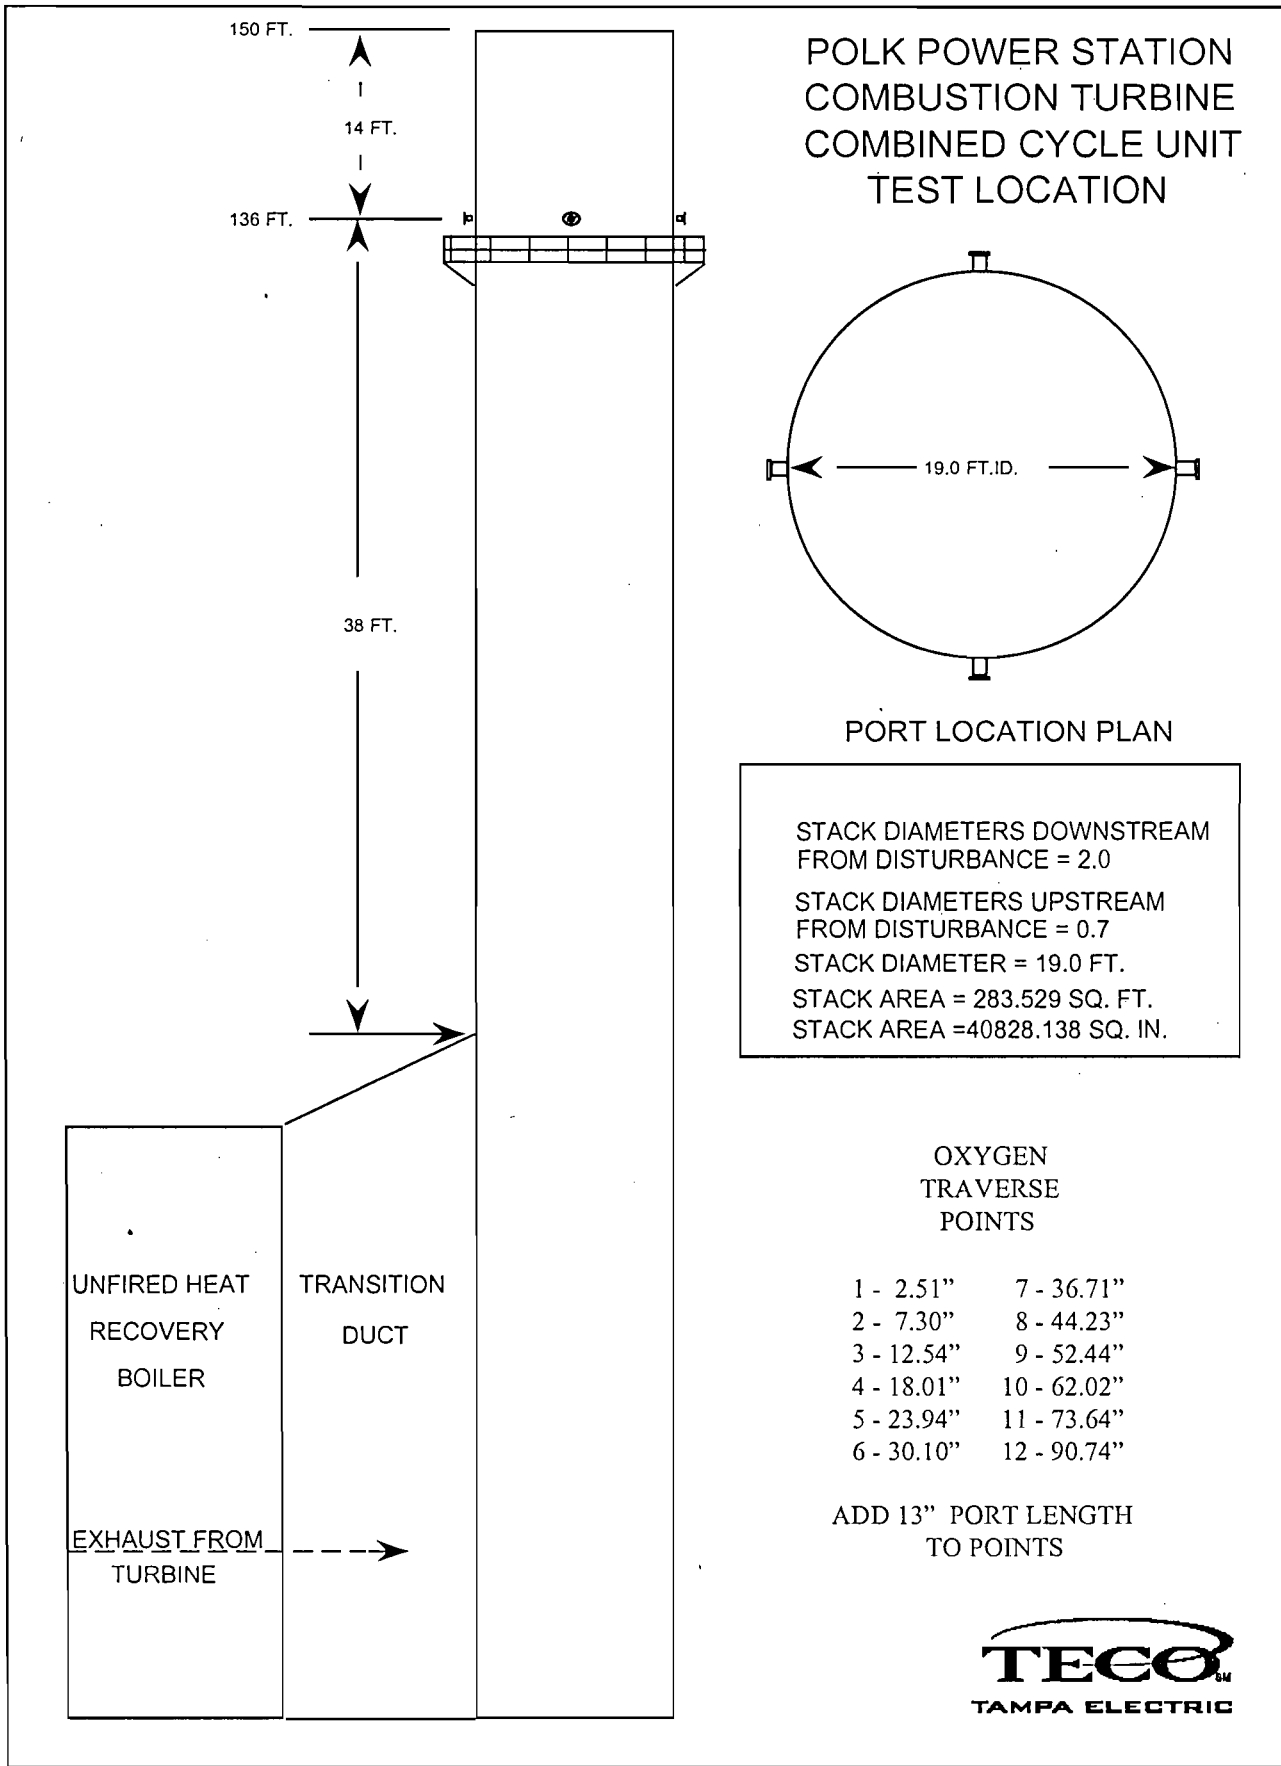 150 FT.
14 FT.
136 FT.
38 FT.
POLK POWER STATION
COMBUSTION TURBINE
COMBINED CYCLE UNIT
TEST LOCATION
19.0 FT.ID.
PORT LOCATION PLAN
STACK DIAMETERS DOWNSTREAM
FROM DISTURBANCE = 2.0
STACK DIAMETERS UPSTREAM
FROM DISTURBANCE = 0.7
STACK DIAMETER = 19.0 FT.
STACK AREA = 283.529 SQ. FT.
STACK AREA =40828.138 SQ. IN.
UNFIRED HEAT
RECOVERY
BOILER
TRANSITION
DUCT
EXHAUST FROM
TURBINE
OXYGEN
TRAVERSE
POINTS
1 - 2.51” 7 - 36.71”
2 - 7.30” 8 - 44.23”
3 - 12.54” 9 - 52.44”
4 - 18.01” 10 - 62.02”
5 - 23.94” 11 - 73.64”
6 - 30.10” 12 - 90.74”
ADD 13” PORT LENGTH
TO POINTS
TECO SM
TAMPA ELECTRIC